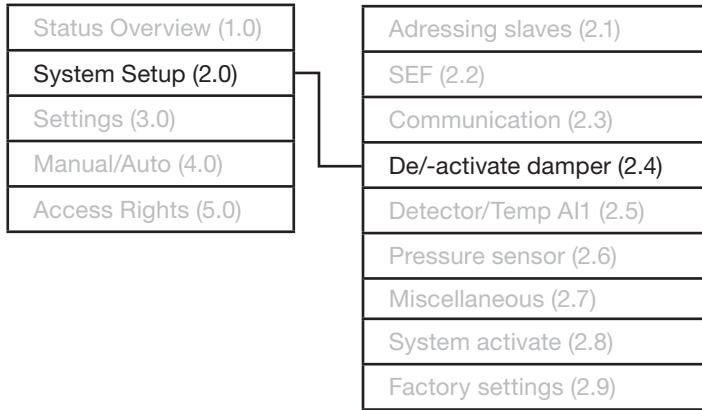 Status Overview (1.0)
System Setup (2.0)
Settings (3.0)
Manual/Auto (4.0)
Access Rights (5.0)
Adressing slaves (2.1)
SEF (2.2)
Communication (2.3)
De/-activate damper (2.4)
Detector/Temp AI1 (2.5)
Pressure sensor (2.6)
Miscellaneous (2.7)
System activate (2.8)
Factory settings (2.9)